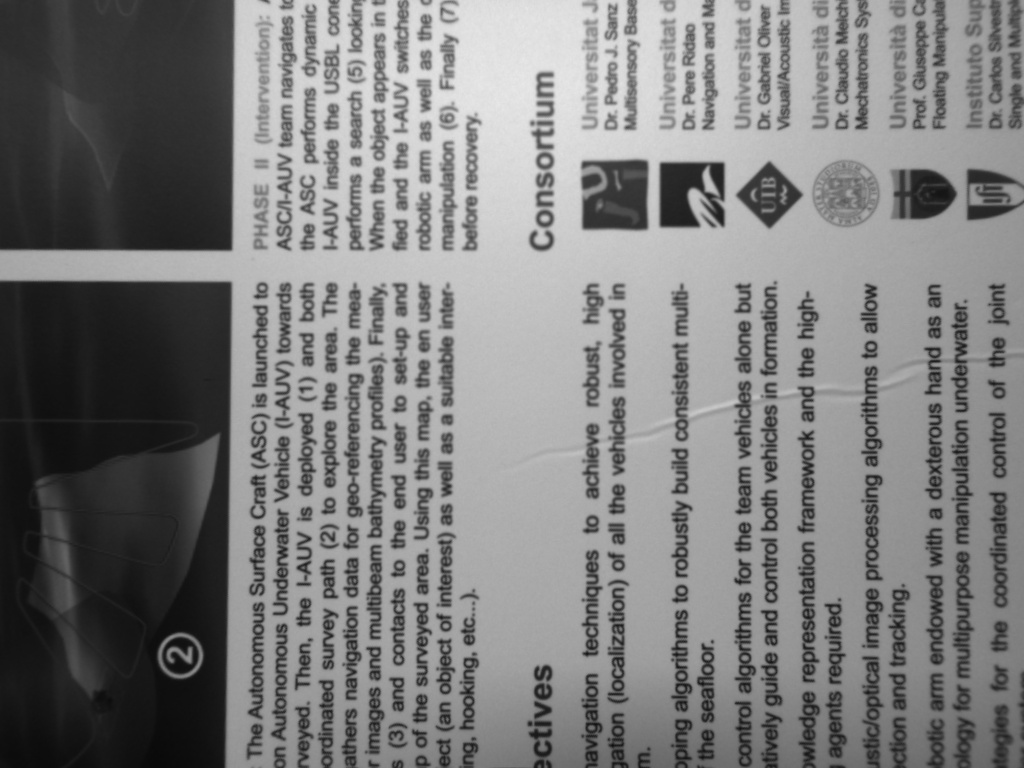 2
The Autonomous Surface Craft (ASC) is launched to
on Autonomous Underwater Vehicle (I-AUV) towards
rveyed. Then, the I-AUV is deployed (1) and both
ordinated survey path (2) to explore the area. The
athers navigation data for geo-referencing the mea-
r images and multibeam bathymetry profiles). Finally,
s (3) and contacts to the end user to set-up and
p of the surveyed area. Using this map, the en user
ect (an object of interest) as well as a suitable inter-
ing, hooking, etc...).
ectives
navigation techniques to achieve robust, high
gation (localization) of all the vehicles involved in
m.
ping algorithms to robustly build consistent multi-
f the seafloor.
control algorithms for the team vehicles alone but
atively guide and control both vehicles in formation.
owledge representation framework and the high-
agents required.
ustic/optical image processing algorithms to allow
ction and tracking.
botic arm endowed with a dexterous hand as an
ology for multipurpose manipulation underwater.
ategies for the coordinated control of the joint
PHASE II (Intervention):
ASC/I-AUV team navigates to
the ASC performs dynamic
I-AUV inside the USBL cone
performs a search (5) looking
When the object appears in t
fied and the I-AUV switches
robotic arm as well as the
manipulation (6). Finally (7)
before recovery.
Consortium
Universitat J
Dr. Pedro J. Sanz
Multisensory Base
Universitat d
Dr. Pere Ridao
Navigation and Ma
UIB
Universitat d
Dr. Gabriel Oliver
Visual/Acoustic Im
Università di
Dr. Claudio Melchi
Mechatronics Syst
Università di
Prof. Giuseppe Ca
Floating Manipula
Instituto Sup
Dr. Carlos Silvestr
Single and Multiple